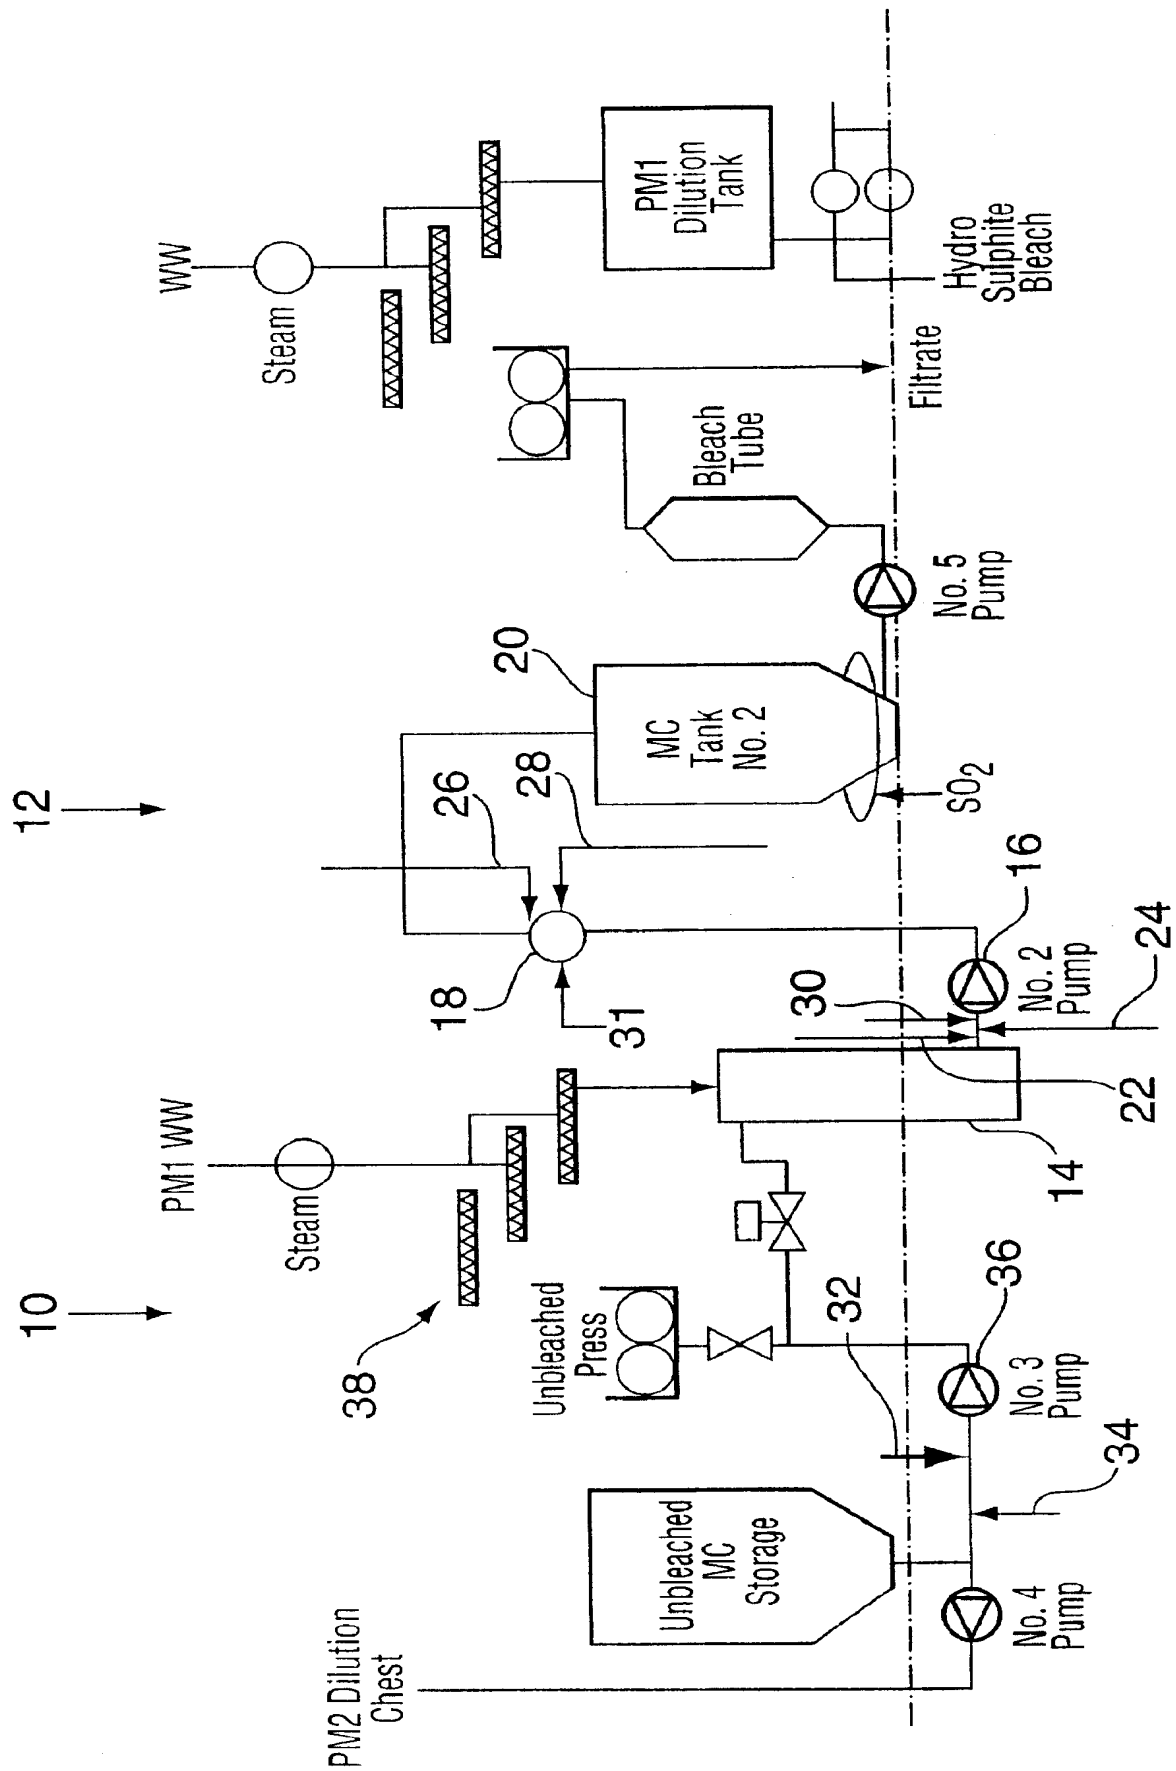 10
12
PM1 WW
WW
Steam
Steam
38
26
20
28
18
31
Unbleached
Press
MC
Tank
No. 2
PM1
Dilution
Tank
Bleach
Tube
32
30
SO2
Filtrate
Hydro
Sulphite
Bleach
Unbleached
MC
Storage
PM2 Dilution
Chest
No. 4
Pump
34
No. 3
Pump
36
14
22
24
No. 2
Pump
16
No. 5
Pump